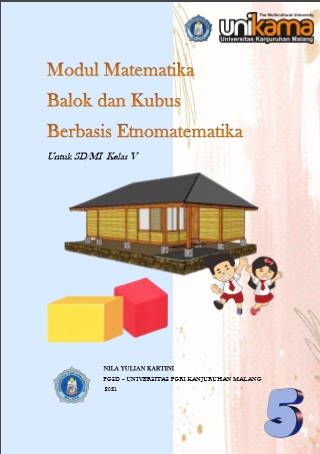 The Multicultural University
unikama
Universitas Kanjuruhan Malang
Modul Matematika
Balok dan Kubus
Berbasis Etnomatematika
Untuk SD/MI Kelas V
NILA YULIAN KARTINI
PGSD – UNIVERSITAS PGRI KANJURUHAN MALANG
2021
5